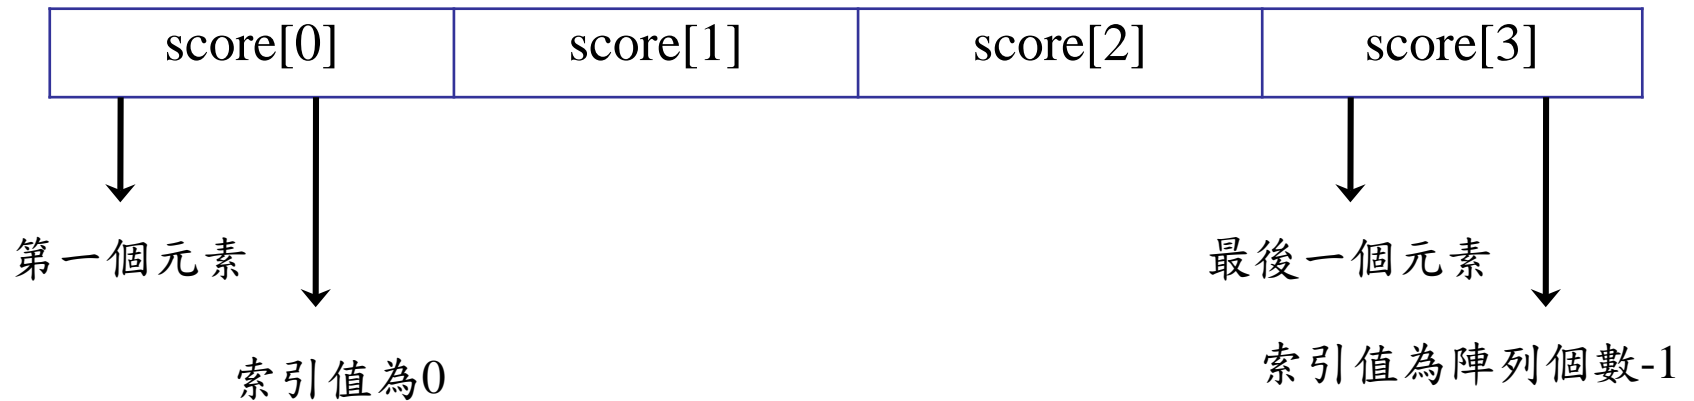 score[0] score[1] score[2] score[3]
第一個元素
最後一個元素
索引值為0
索引值為陣列個數-1